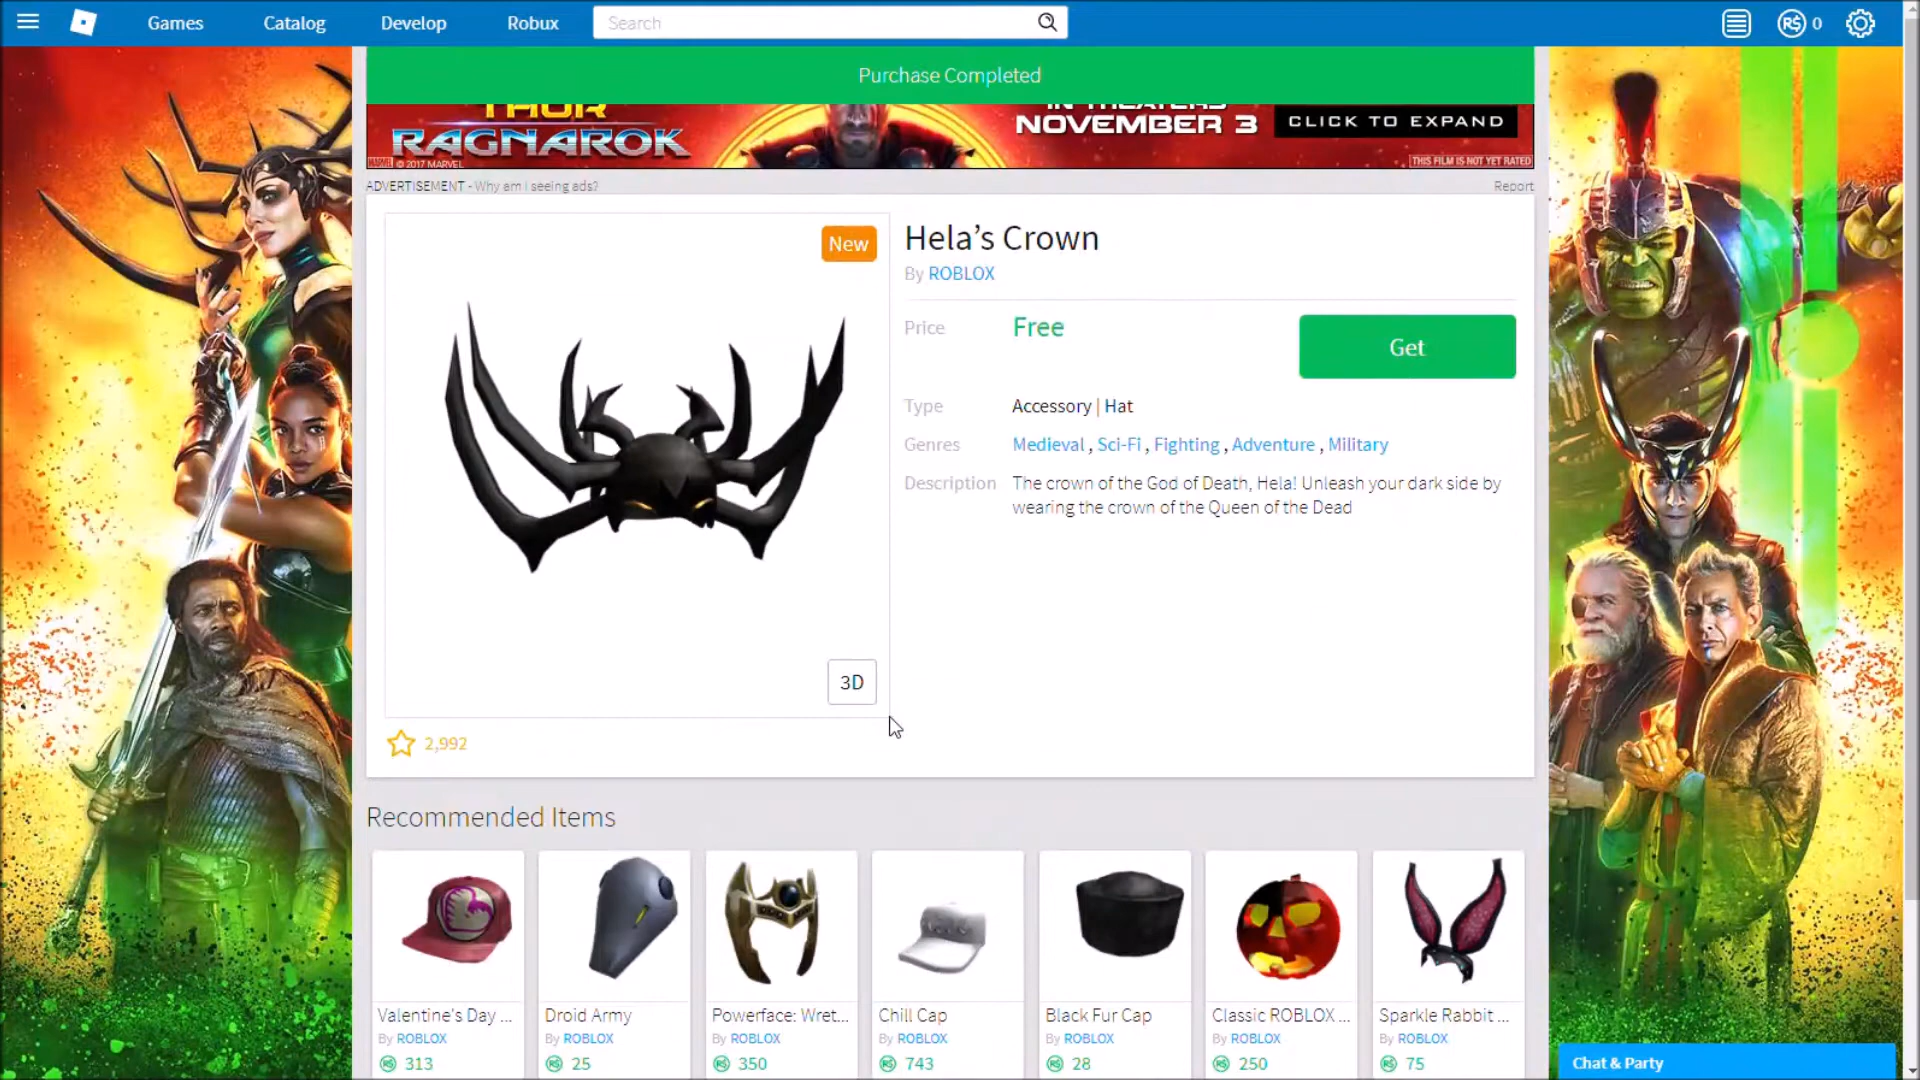 Games Catalog Develop Robux Search R$ 0
Purchase Completed
THOR IN THEATERS
RAGNAROK NOVEMBER 3 CLICK TO EXPAND
MARVEL © 2017 MARVEL THIS FILM IS NOT YET RATED
ADVERTISEMENT - Why am I seeing ads? Report
New
Hela’s Crown
By ROBLOX
Price Free Get
Type Accessory | Hat
Genres Medieval , Sci-Fi , Fighting , Adventure , Military
Description The crown of the God of Death, Hela! Unleash your dark side by
wearing the crown of the Queen of the Dead
3D
2,992
Recommended Items
Valentine's Day ... Droid Army Powerface: Wret... Chill Cap Black Fur Cap Classic ROBLOX ... Sparkle Rabbit ...
By ROBLOX By ROBLOX By ROBLOX By ROBLOX By ROBLOX By ROBLOX By ROBLOX
R$ 313 R$ 25 R$ 350 R$ 743 R$ 28 R$ 250 R$ 75
Chat & Party